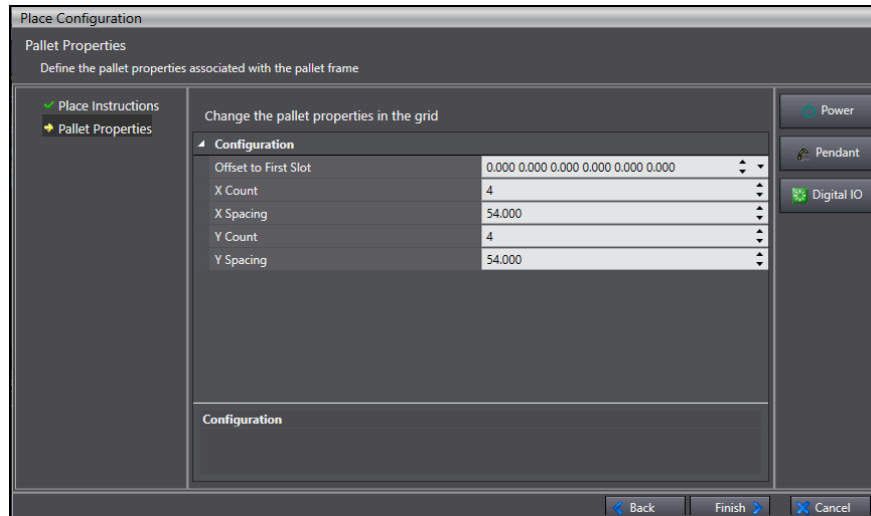 Place Configuration
Pallet Properties
Define the pallet properties associated with the pallet frame
Place Instructions
Pallet Properties
Change the pallet properties in the grid
Configuration
Offset to First Slot 0.000 0.000 0.000 0.000 0.000 0.000
X Count 4
X Spacing 54.000
Y Count 4
Y Spacing 54.000
Configuration
Power
Pendant
Digital IO
Back Finish Cancel